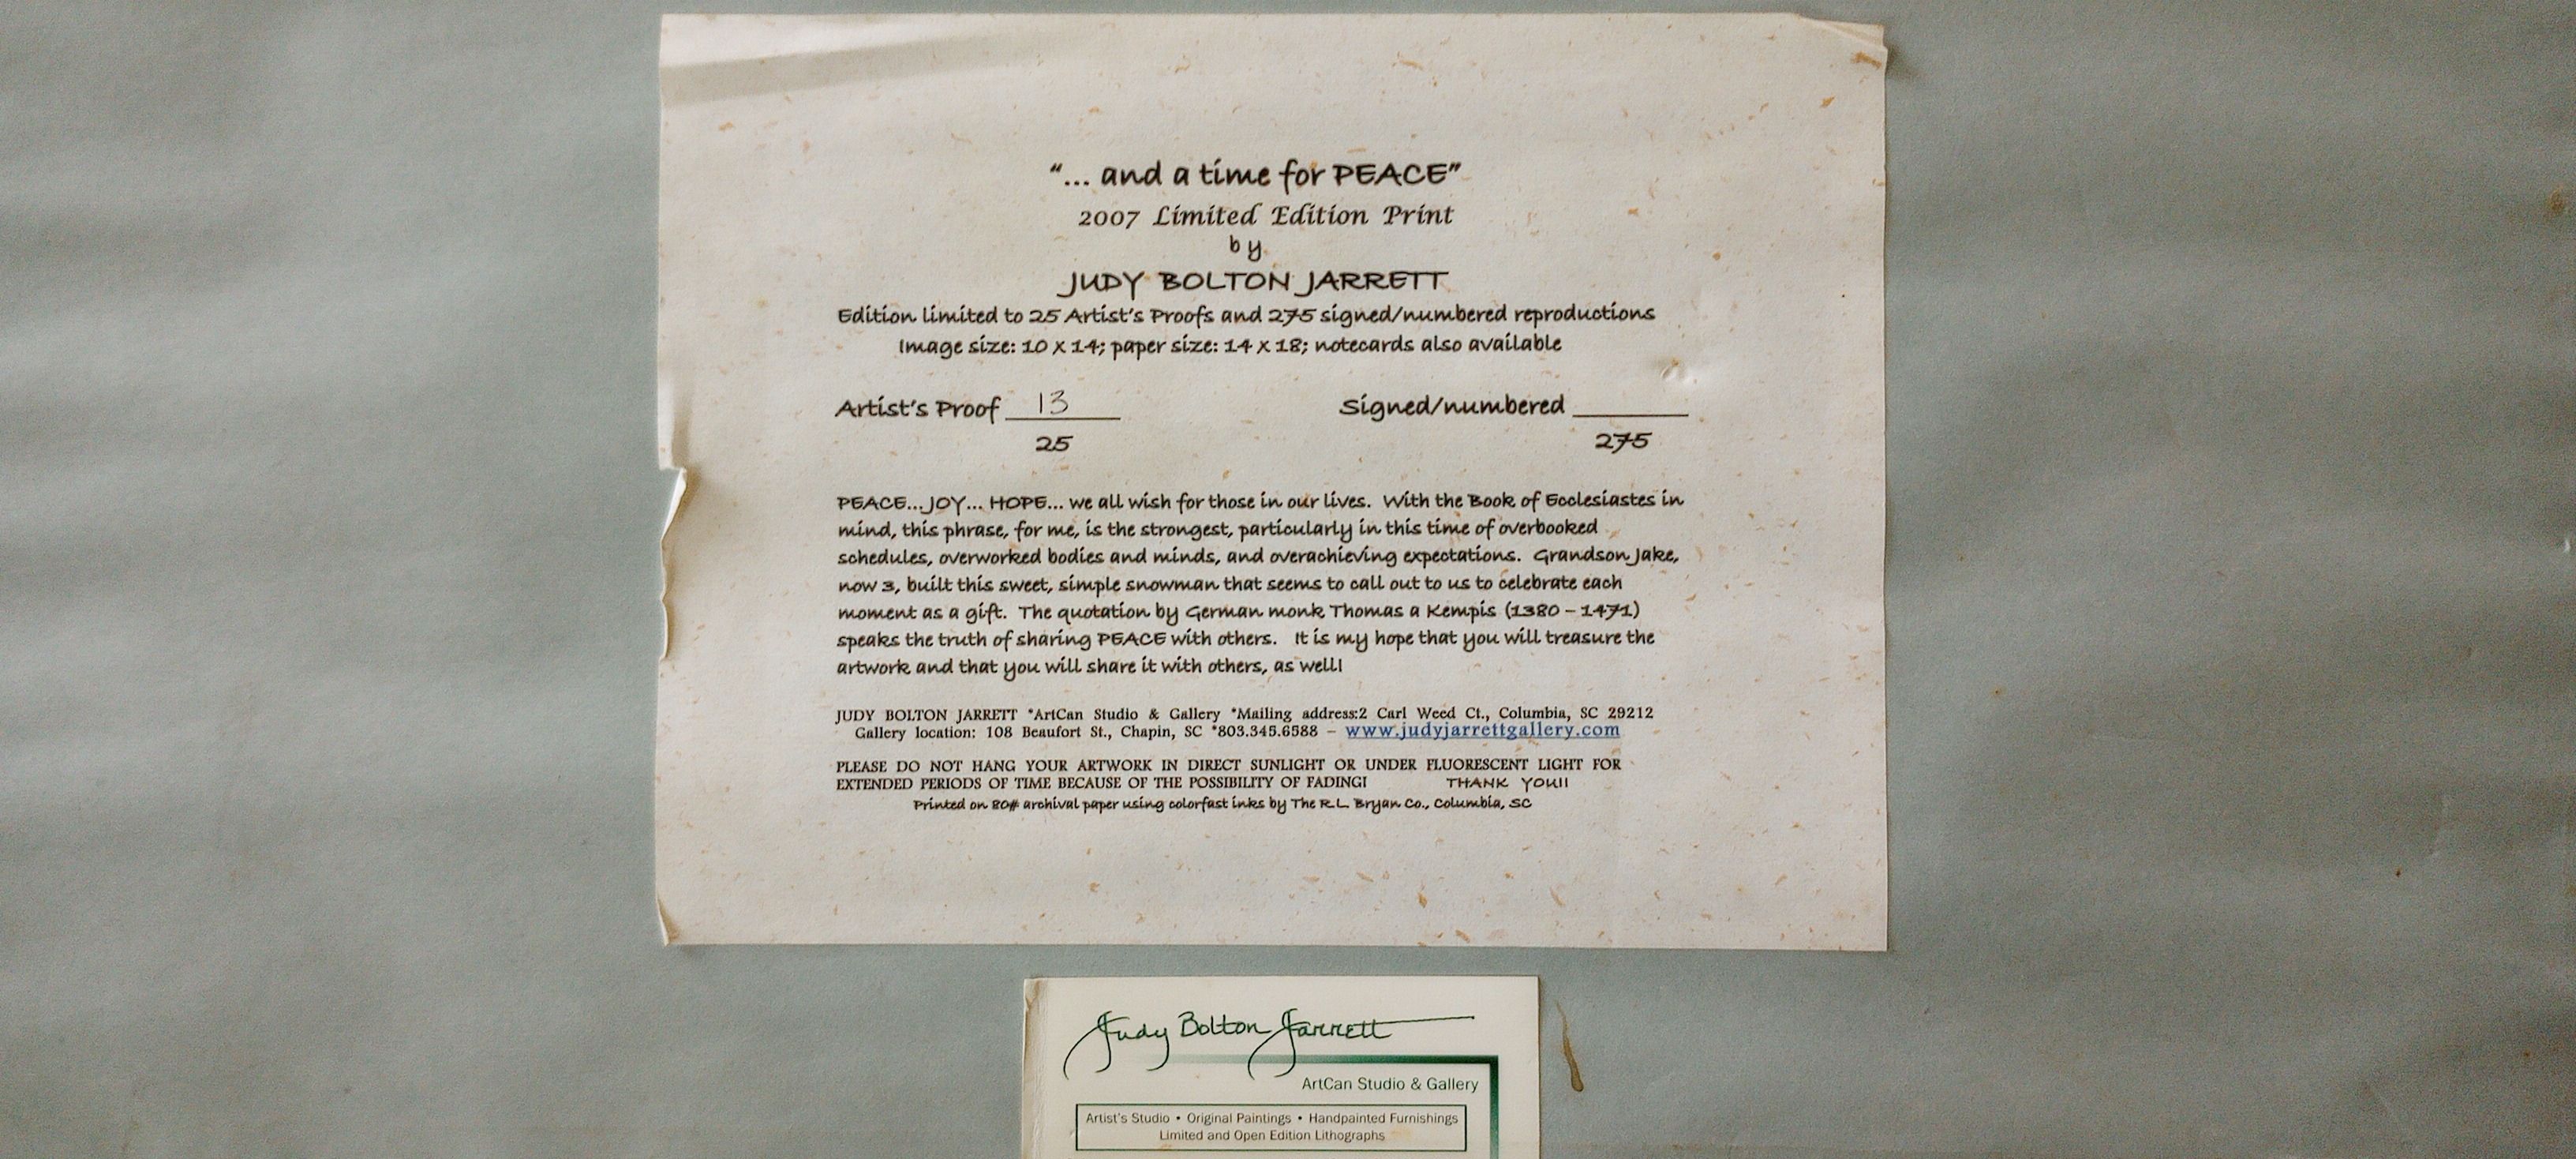 "... and a time for PEACE"
2007 Limited Edition Print
by
JUDY BOLTON JARRETT
Edition limited to 25 Artist's Proofs and 275 signed/numbered reproductions
Image size: 10 x 14; paper size: 14 x 18; notecards also available
Artist's Proof 13 Signed/numbered ____
25 275
PEACE... JOY... HOPE... we all wish for those in our lives. With the Book of Ecclesiastes in
mind, this phrase, for me, is the strongest, particularly in this time of overbooked
schedules, overworked bodies and minds, and overachieving expectations. Grandson Jake,
now 3, built this sweet, simple snowman that seems to call out to us to celebrate each
moment as a gift. The quotation by German monk Thomas a Kempis (1380 – 1471)
speaks the truth of sharing PEACE with others. It is my hope that you will treasure the
artwork and that you will share it with others, as well!
JUDY BOLTON JARRETT *ArtCan Studio & Gallery *Mailing address:2 Carl Weed Ct., Columbia, SC 29212
Gallery location: 108 Beaufort St., Chapin, SC *803.345.6588 – www.judyjarrettgallery.com
PLEASE DO NOT HANG YOUR ARTWORK IN DIRECT SUNLIGHT OR UNDER FLUORESCENT LIGHT FOR
EXTENDED PERIODS OF TIME BECAUSE OF THE POSSIBILITY OF FADING! THANK YOU!!
Printed on 80# archival paper using colorfast inks by The R.L. Bryan Co., Columbia, SC
Judy Bolton Jarrett
ArtCan Studio & Gallery
Artist's Studio • Original Paintings • Handpainted Furnishings
Limited and Open Edition Lithographs